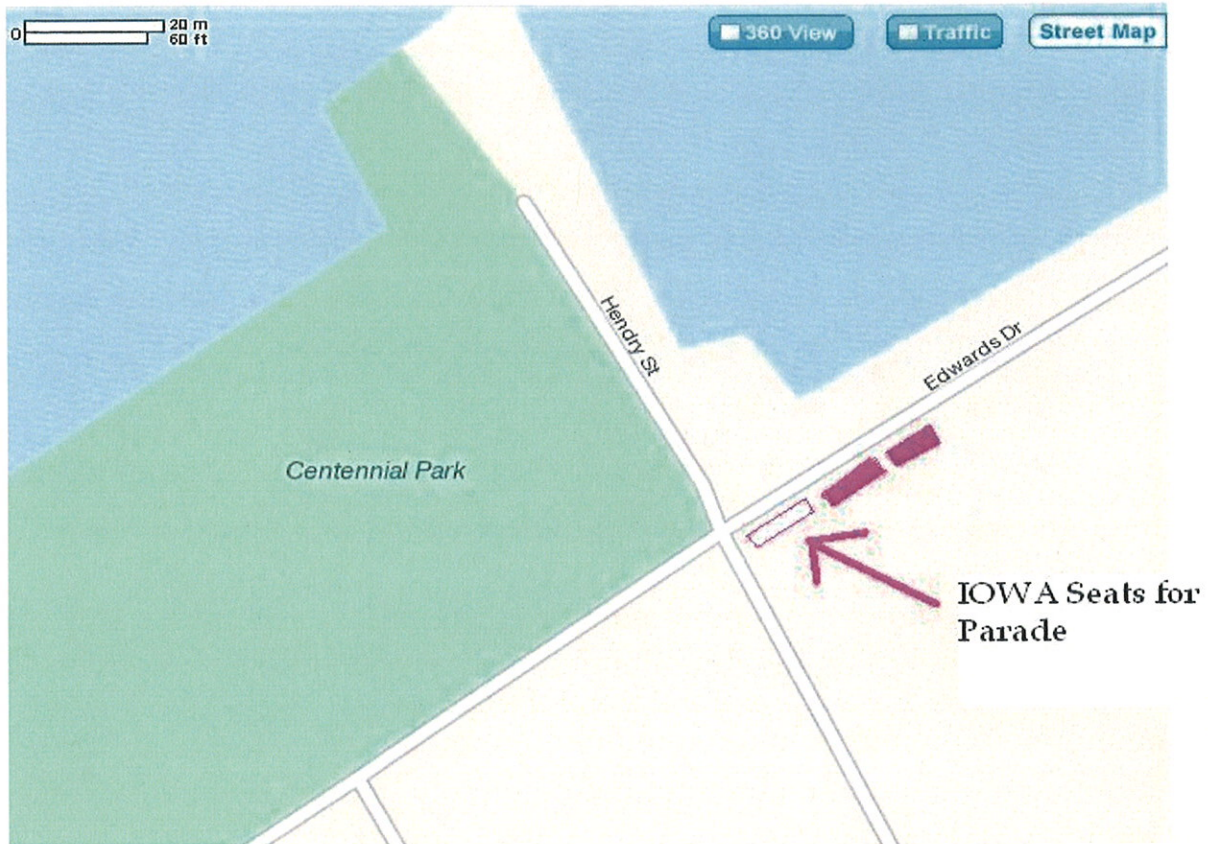 0
20 m
60 ft
360 View
Traffic
Street Map
Hendry St
Edwards Dr
Centennial Park
IOWA Seats for
Parade